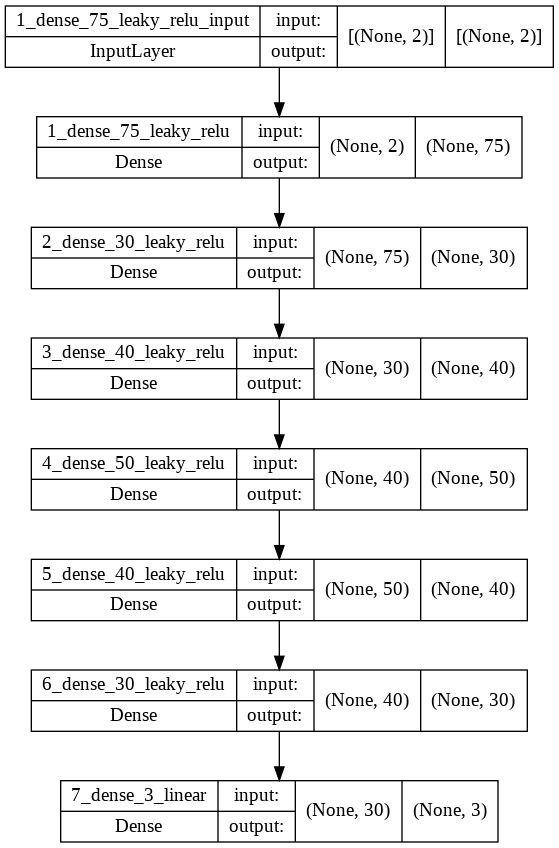 1_dense_75_leaky_relu_input input: [(None, 2)] [(None, 2)]
InputLayer output:
1_dense_75_leaky_relu input: (None, 2) (None, 75)
Dense output:
2_dense_30_leaky_relu input: (None, 75) (None, 30)
Dense output:
3_dense_40_leaky_relu input: (None, 30) (None, 40)
Dense output:
4_dense_50_leaky_relu input: (None, 40) (None, 50)
Dense output:
5_dense_40_leaky_relu input: (None, 50) (None, 40)
Dense output:
6_dense_30_leaky_relu input: (None, 40) (None, 30)
Dense output:
7_dense_3_linear input: (None, 30) (None, 3)
Dense output: